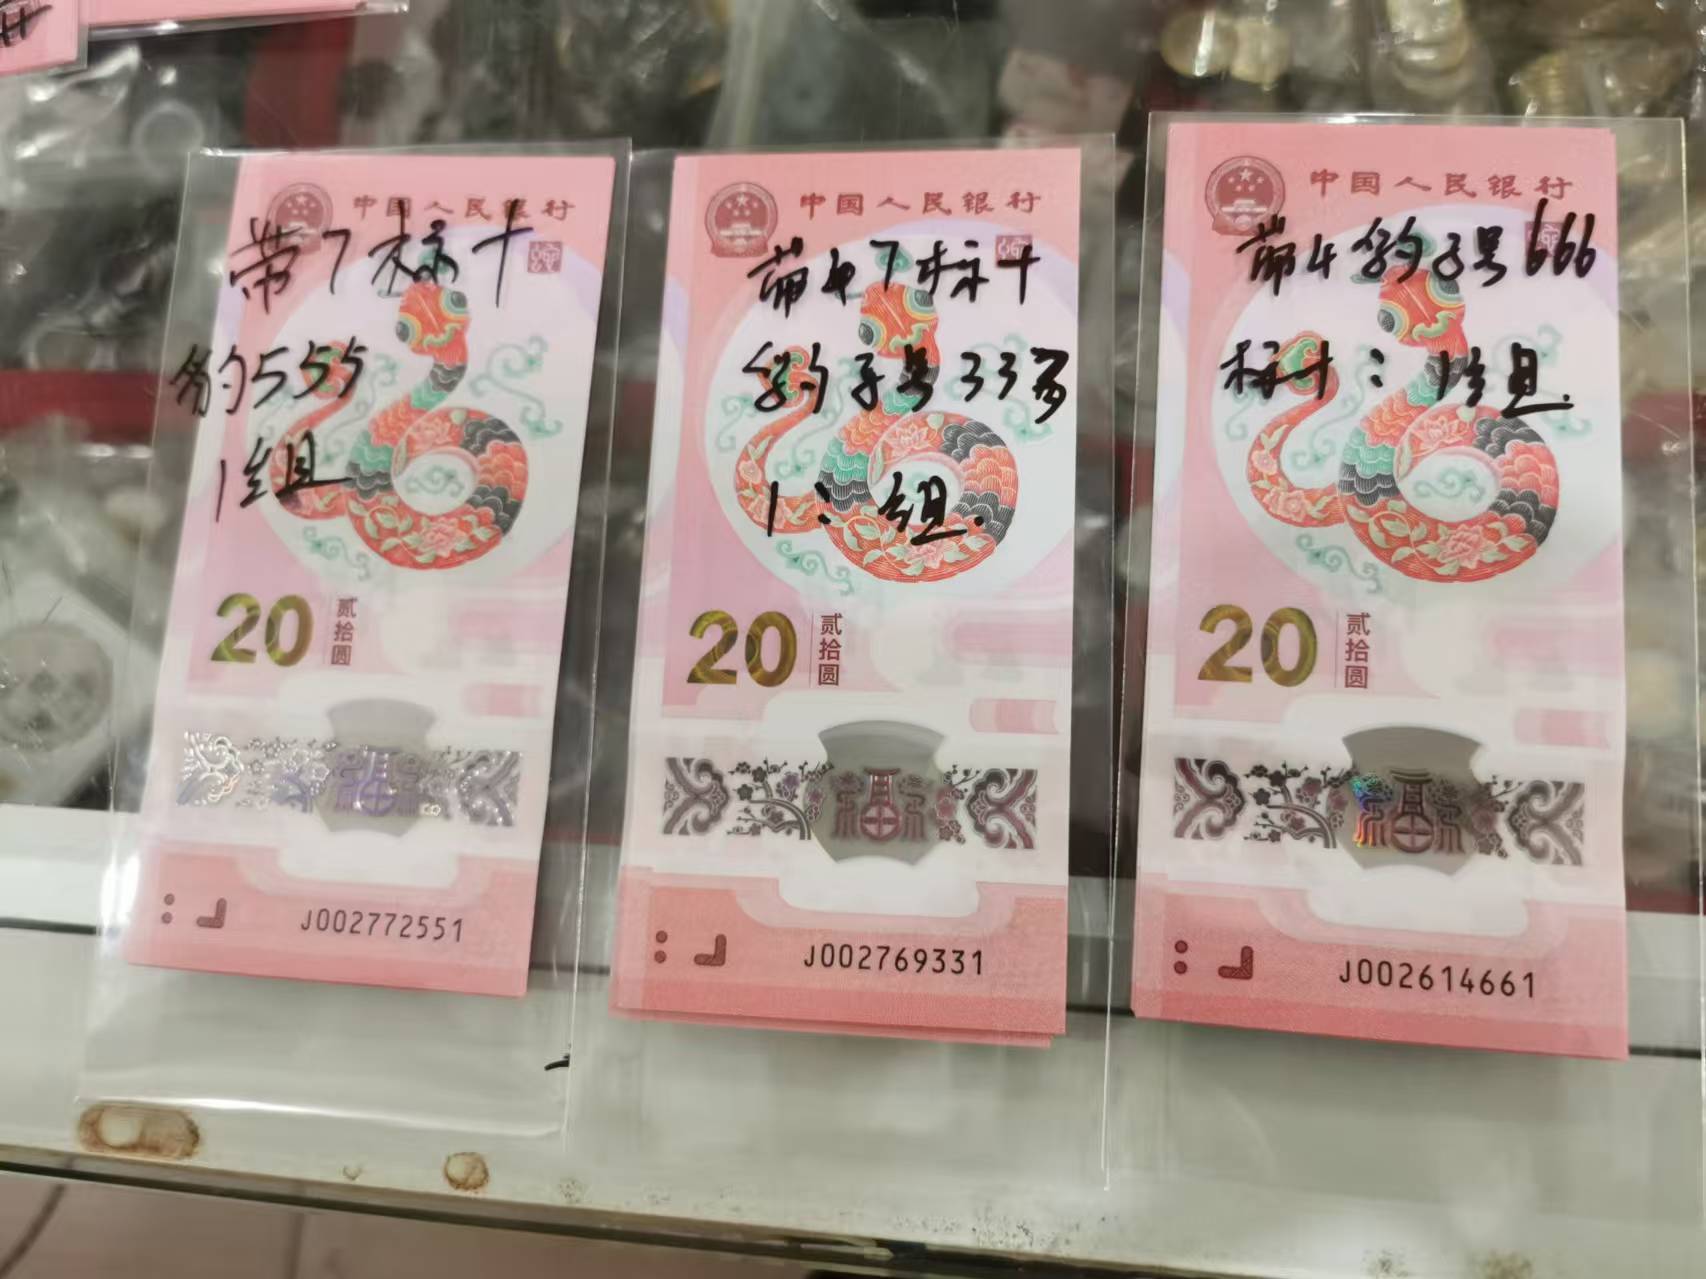 中国人民银行
带7标十
豹555
1组
20
贰拾圆
J002772551
中国人民银行
带4 7标十
豹子号333
1:组.
20
贰拾圆
J002769331
中国人民银行
带4豹子号666
标十:1组.
20
贰拾圆
J002614661